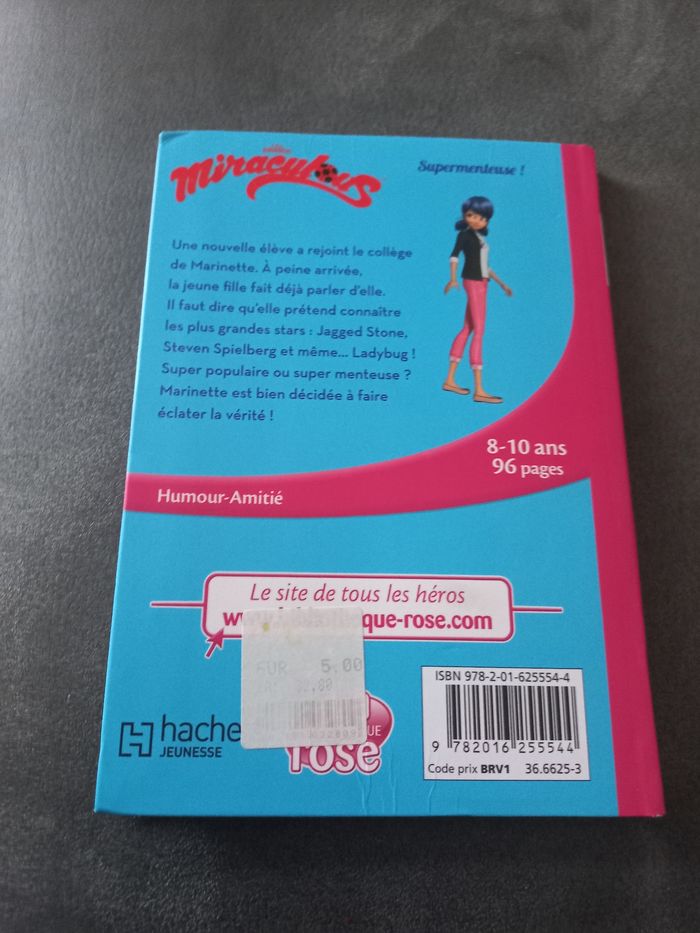 Miraculous
Supermenteuse !
Une nouvelle élève a rejoint le collège
de Marinette. À peine arrivée,
la jeune fille fait déjà parler d'elle.
Il faut dire qu'elle prétend connaître
les plus grandes stars : Jagged Stone,
Steven Spielberg et même... Ladybug !
Super populaire ou super menteuse ?
Marinette est bien décidée à faire
éclater la vérité !
8-10 ans
96 pages
Humour-Amitié
Le site de tous les héros
que-rose.com
EUR 5.00
hache
JEUNESSE
rose
ISBN 978-2-01-625554-4
9 782016 255544
Code prix BRV1 36.6625-3